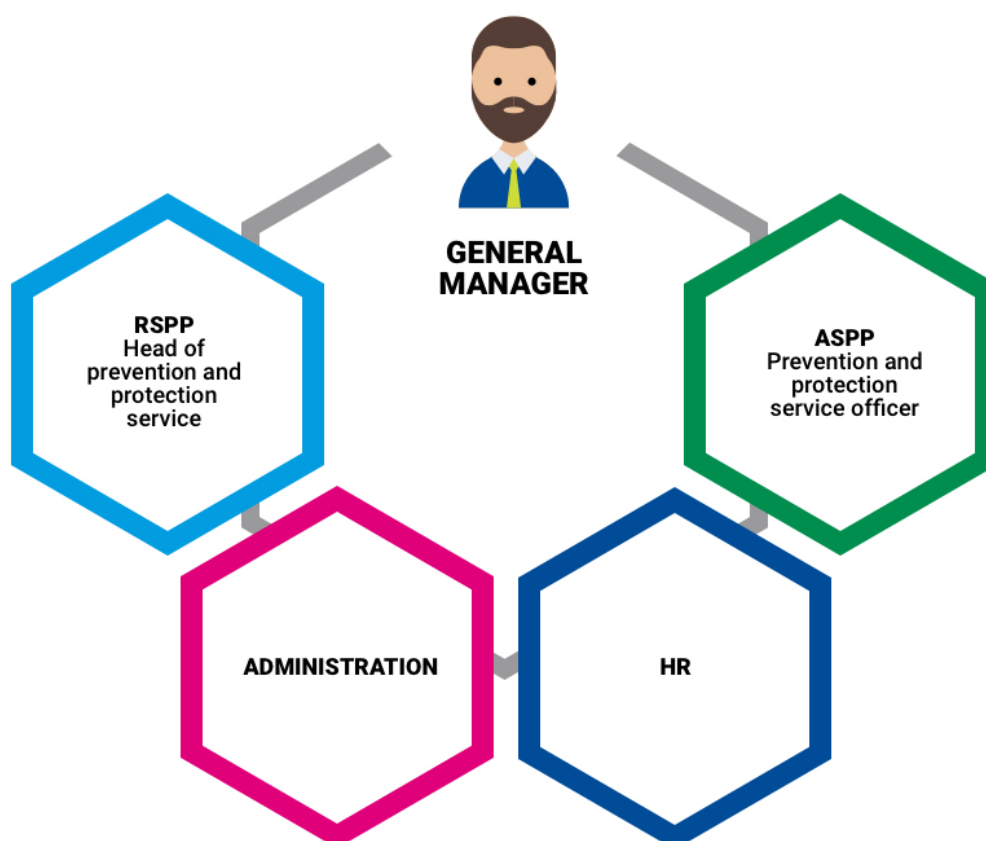 GENERAL
MANAGER
RSPP
Head of
prevention and
protection
service
ASPP
Prevention and
protection
service officer
ADMINISTRATION
HR